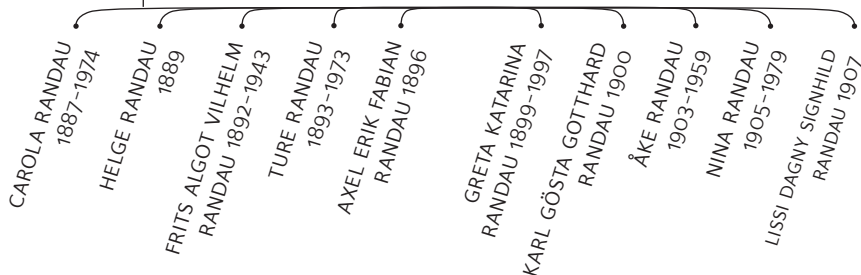 CAROLA RANDAU
1887–1974
HELGE RANDAU
1889
FRITS ALGOT VILHELM
RANDAU 1892–1943
TURE RANDAU
1893–1973
AXEL ERIK FABIAN
RANDAU 1896
GRETA KATARINA
RANDAU 1899–1997
KARL GÖSTA GOTTHARD
RANDAU 1900
ÅKE RANDAU
1903–1959
NINA RANDAU
1905–1979
LISSI DAGNY SIGNHILD
RANDAU 1907